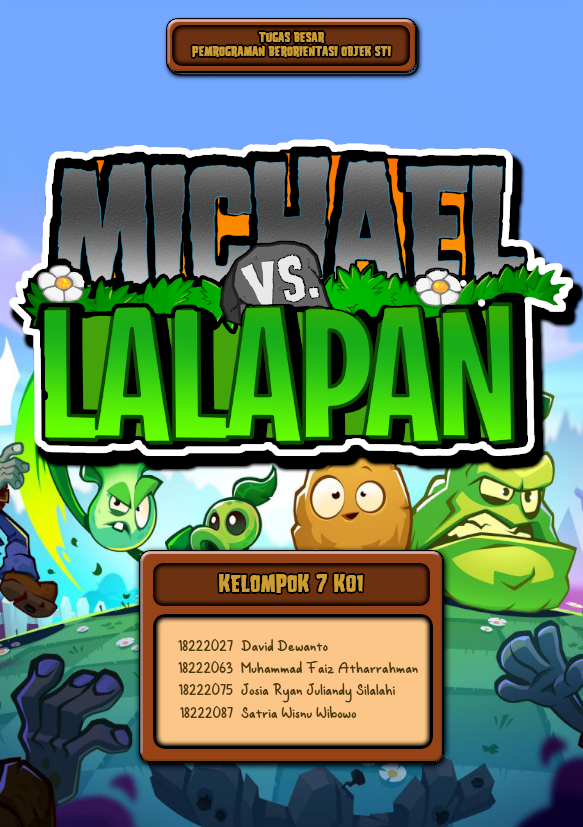 TUGAS BESAR
PEMROGRAMAN BERORIENTASI OBJEK STI
MICHAEL
VS.
LALAPAN
KELOMPOK 7 K01
18222027 David Dewanto
18222063 Muhammad Faiz Atharrahman
18222075 Josia Ryan Juliandy Silalahi
18222087 Satria Wisnu Wibowo